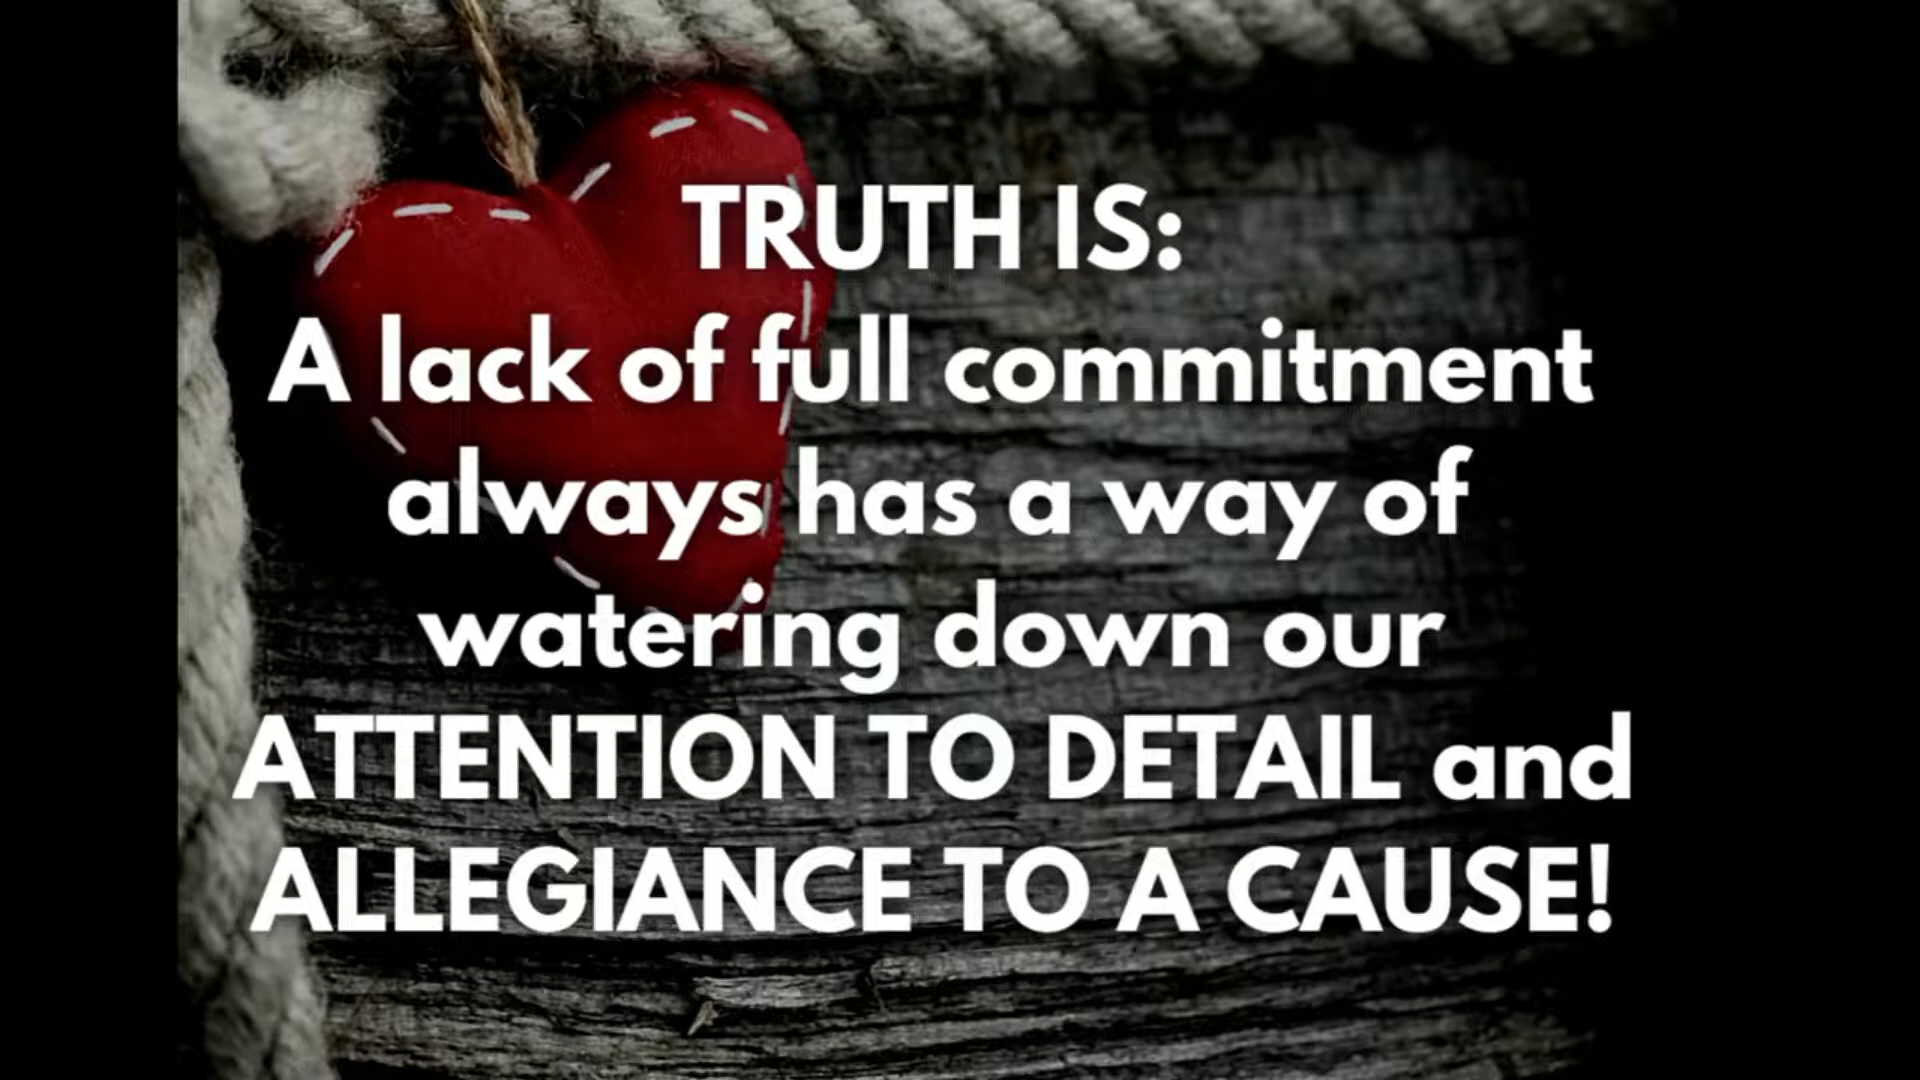 TRUTH IS:
A lack of full commitment
always has a way of
watering down our
ATTENTION TO DETAIL and
ALLEGIANCE TO A CAUSE!